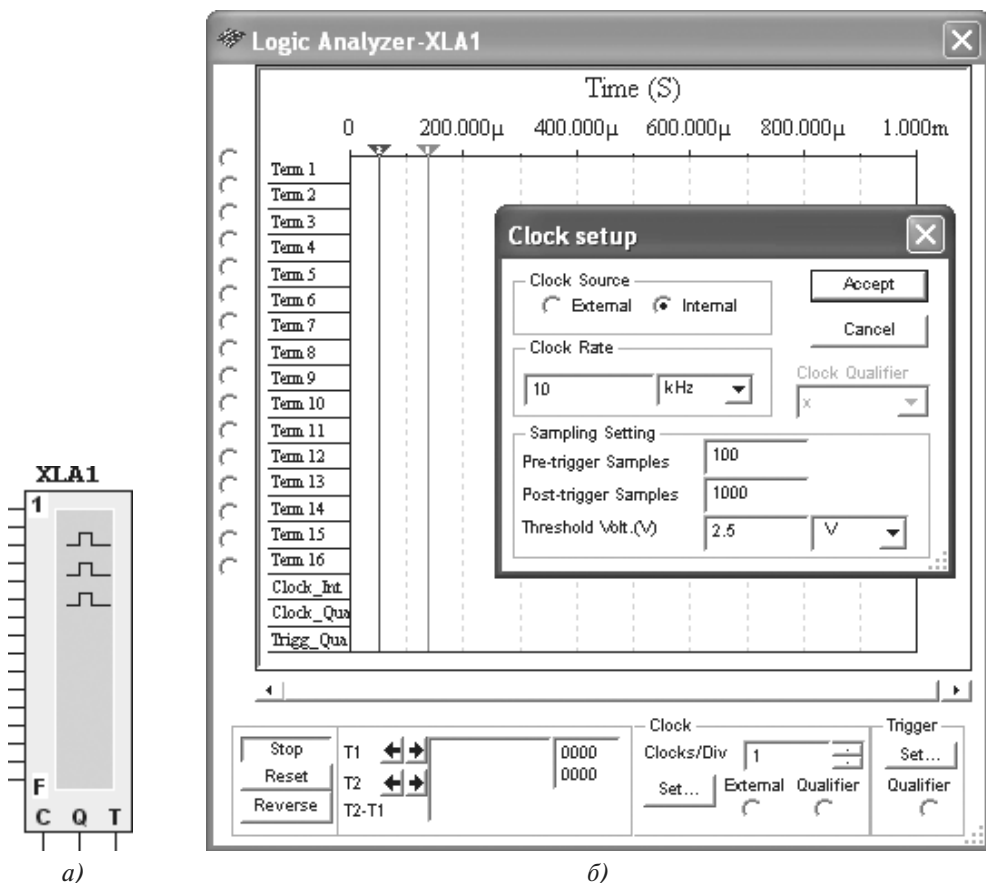 Logic Analyzer-XLA1
Time (S)
0 200.000µ 400.000µ 600.000µ 800.000µ 1.000m
2 1
Term 1
Term 2
Term 3
Term 4
Term 5
Term 6
Term 7
Term 8
Term 9
Term 10
Term 11
Term 12
Term 13
Term 14
Term 15
Term 16
Clock_Int
Clock_Qua
Trigg_Qua
Clock setup
Clock Source
External Internal
Accept
Cancel
Clock Rate
10 kHz
Clock Qualifier
x
Sampling Setting
Pre-trigger Samples 100
Post-trigger Samples 1000
Threshold Volt.(V) 2.5 V
XLA1
1
F
C Q T
Stop
Reset
Reverse
T1 0000
T2 0000
T2-T1
Clock
Clocks/Div 1
Set... External Qualifier
Trigger
Set...
Qualifier
а) б)